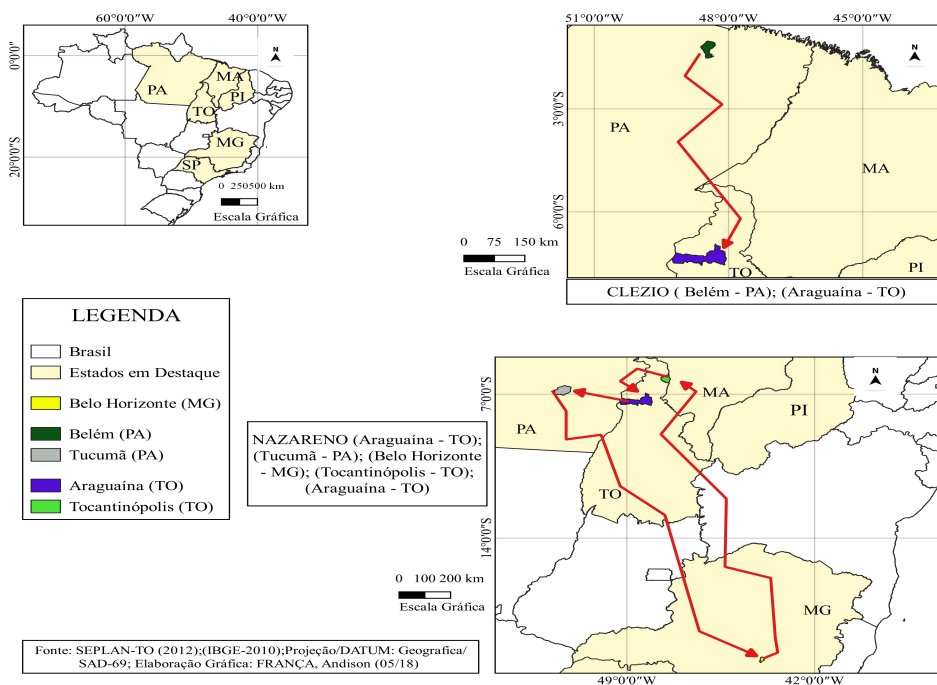 60°0'0"W 40°0'0"W
0°0'0"
20°0'0"S
N
PA
MA
PI
TO
MG
SP
0 250500 km
Escala Gráfica
51°0'0"W 48°0'0"W 45°0'0"W
3°0'0"S
6°0'0"S
N
PA
MA
TO
PI
0 75 150 km
Escala Gráfica
CLEZIO ( Belém - PA); (Araguaína - TO)
LEGENDA
Brasil
Estados em Destaque
Belo Horizonte (MG)
Belém (PA)
Tucumã (PA)
Araguaína (TO)
Tocantinópolis (TO)
NAZARENO (Araguaína - TO);
(Tucumã - PA); (Belo Horizonte
- MG); (Tocantinópolis - TO);
(Araguaína - TO)
7°0'0"S
14°0'0"S
N
PA
MA
PI
TO
MG
49°0'0"W 42°0'0"W
0 100 200 km
Escala Gráfica
Fonte: SEPLAN-TO (2012);(IBGE-2010);Projeção/DATUM: Geografica/
SAD-69; Elaboração Gráfica: FRANÇA, Andison (05/18)